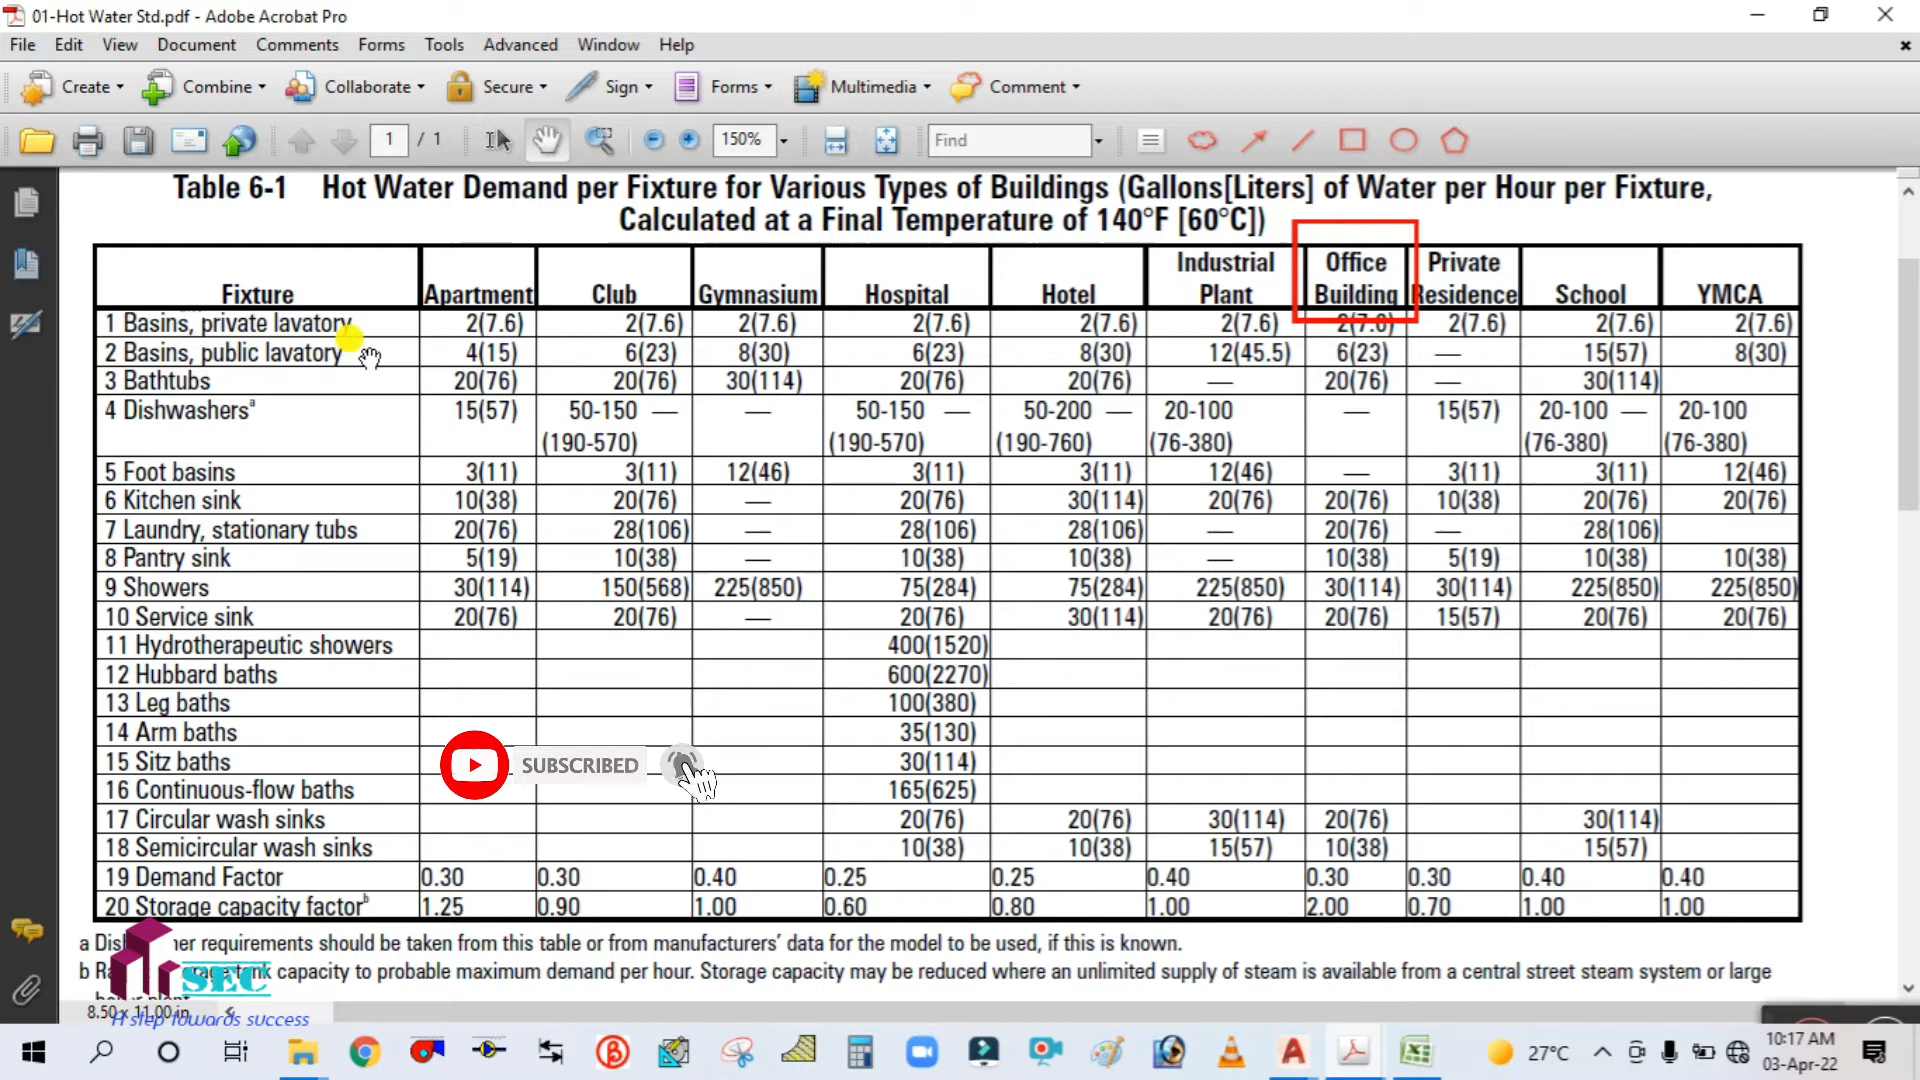 01-Hot Water Std.pdf - Adobe Acrobat Pro
File Edit View Document Comments Forms Tools Advanced Window Help
Create Combine Collaborate Secure Sign Forms Multimedia Comment
1 / 1 150% Find
Table 6-1 Hot Water Demand per Fixture for Various Types of Buildings (Gallons[Liters] of Water per Hour per Fixture,
Calculated at a Final Temperature of 140°F [60°C])
Fixture Apartment Club Gymnasium Hospital Hotel Industrial Plant Office Building Private Residence School YMCA
1 Basins, private lavatory 2(7.6) 2(7.6) 2(7.6) 2(7.6) 2(7.6) 2(7.6) 2(7.6) 2(7.6) 2(7.6) 2(7.6)
2 Basins, public lavatory 4(15) 6(23) 8(30) 6(23) 8(30) 12(45.5) 6(23) — 15(57) 8(30)
3 Bathtubs 20(76) 20(76) 30(114) 20(76) 20(76) — 20(76) — 30(114)
4 Dishwashersᵃ 15(57) 50-150 — — 50-150 — 50-200 — 20-100 — 15(57) 20-100 — 20-100
(190-570) (190-570) (190-760) (76-380) (76-380) (76-380)
5 Foot basins 3(11) 3(11) 12(46) 3(11) 3(11) 12(46) — 3(11) 3(11) 12(46)
6 Kitchen sink 10(38) 20(76) — 20(76) 30(114) 20(76) 20(76) 10(38) 20(76) 20(76)
7 Laundry, stationary tubs 20(76) 28(106) — 28(106) 28(106) — 20(76) — 28(106)
8 Pantry sink 5(19) 10(38) — 10(38) 10(38) — 10(38) 5(19) 10(38) 10(38)
9 Showers 30(114) 150(568) 225(850) 75(284) 75(284) 225(850) 30(114) 30(114) 225(850) 225(850)
10 Service sink 20(76) 20(76) — 20(76) 30(114) 20(76) 20(76) 15(57) 20(76) 20(76)
11 Hydrotherapeutic showers 400(1520)
12 Hubbard baths 600(2270)
13 Leg baths 100(380)
14 Arm baths 35(130)
15 Sitz baths 30(114)
SUBSCRIBED
16 Continuous-flow baths 165(625)
17 Circular wash sinks 20(76) 20(76) 30(114) 20(76) 30(114)
18 Semicircular wash sinks 10(38) 10(38) 15(57) 10(38) 15(57)
19 Demand Factor 0.30 0.30 0.40 0.25 0.25 0.40 0.30 0.30 0.40 0.40
20 Storage capacity factorᵇ 1.25 0.90 1.00 0.60 0.80 1.00 2.00 0.70 1.00 1.00
a requirements should be taken from this table or from manufacturers' data for the model to be used, if this is known.
b tank capacity to probable maximum demand per hour. Storage capacity may be reduced where an unlimited supply of steam is available from a central street steam system or large
8.50 x 11.00 in
SEC
A step towards success
27°C
10:17 AM
03-Apr-22